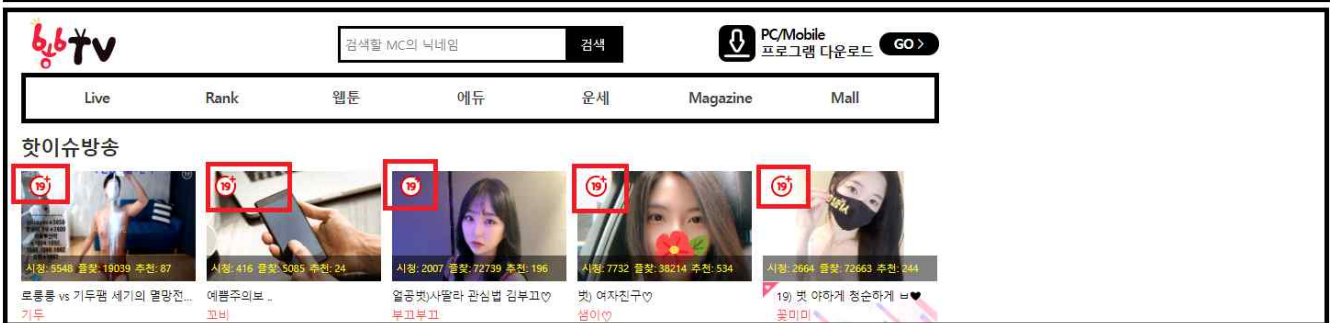 팡TV
검색할 MC의 닉네임
검색
PC/Mobile
프로그램 다운로드
GO >
Live Rank 웹툰 에듀 운세 Magazine Mall
핫이슈방송
19+ 19+ 19+ 19+ 19+
시청: 5548 즐찾: 19039 추천: 87
시청: 416 즐찾: 5085 추천: 24
시청: 2007 즐찾: 72739 추천: 196
시청: 7732 즐찾: 38214 추천: 534
시청: 2664 즐찾: 72663 추천: 244
로롱롱 vs 기두팸 세기의 멸망전...
기두
예쁨주의보 ..
꼬비
얼공벗)사딸라 관심법 김부끄♡
부끄부끄
벗) 여자친구♡
샘이♡
19) 벗 야하게 청순하게 ㅂ♥
꽃미미